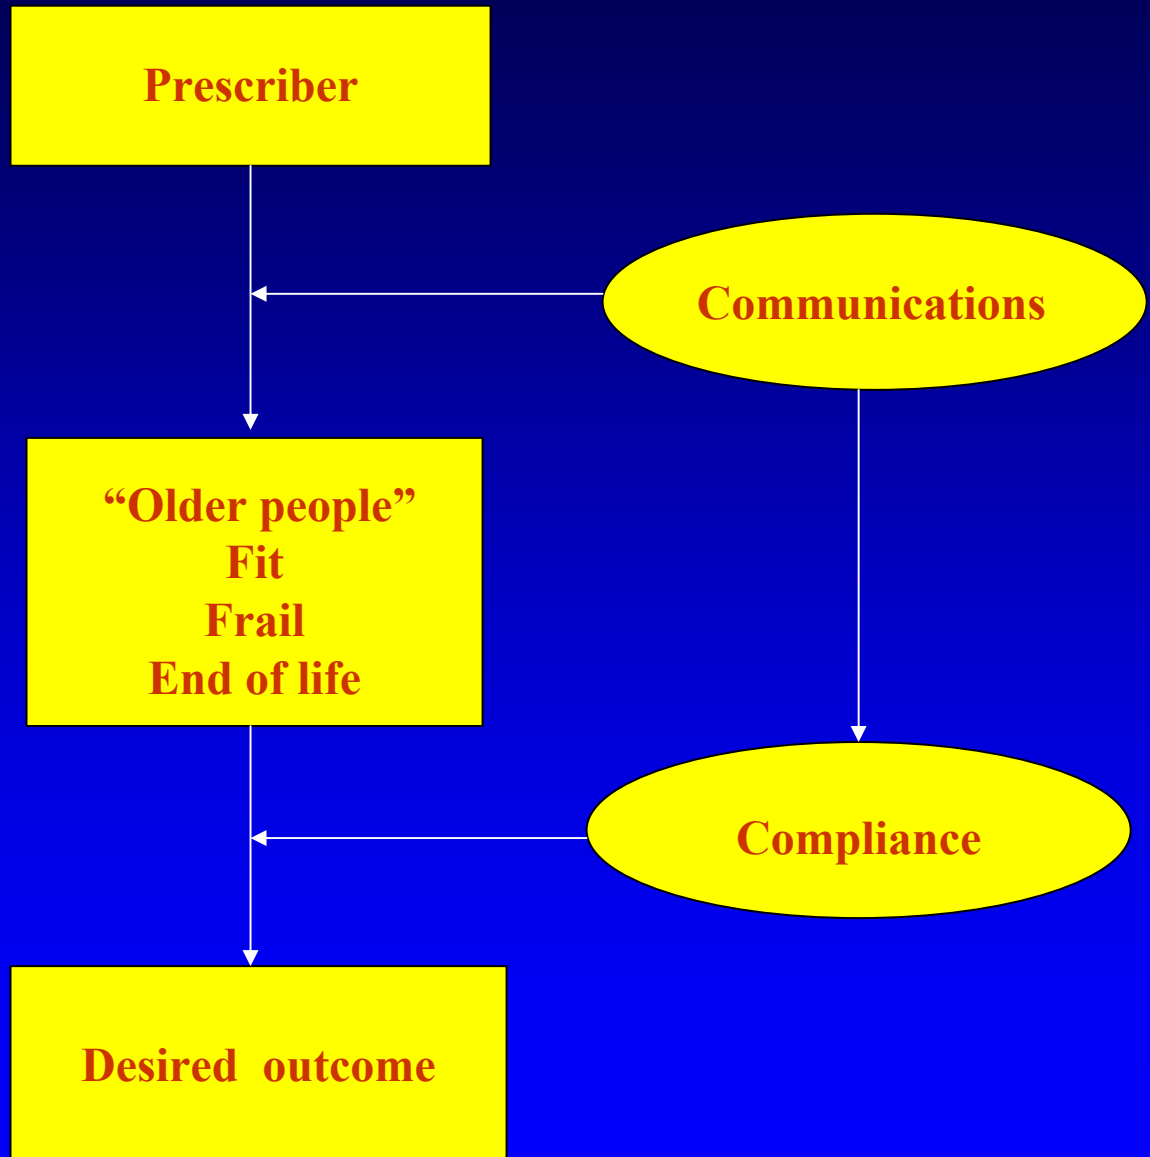 Prescriber
Communications
“Older people”
Fit
Frail
End of life
Compliance
Desired outcome